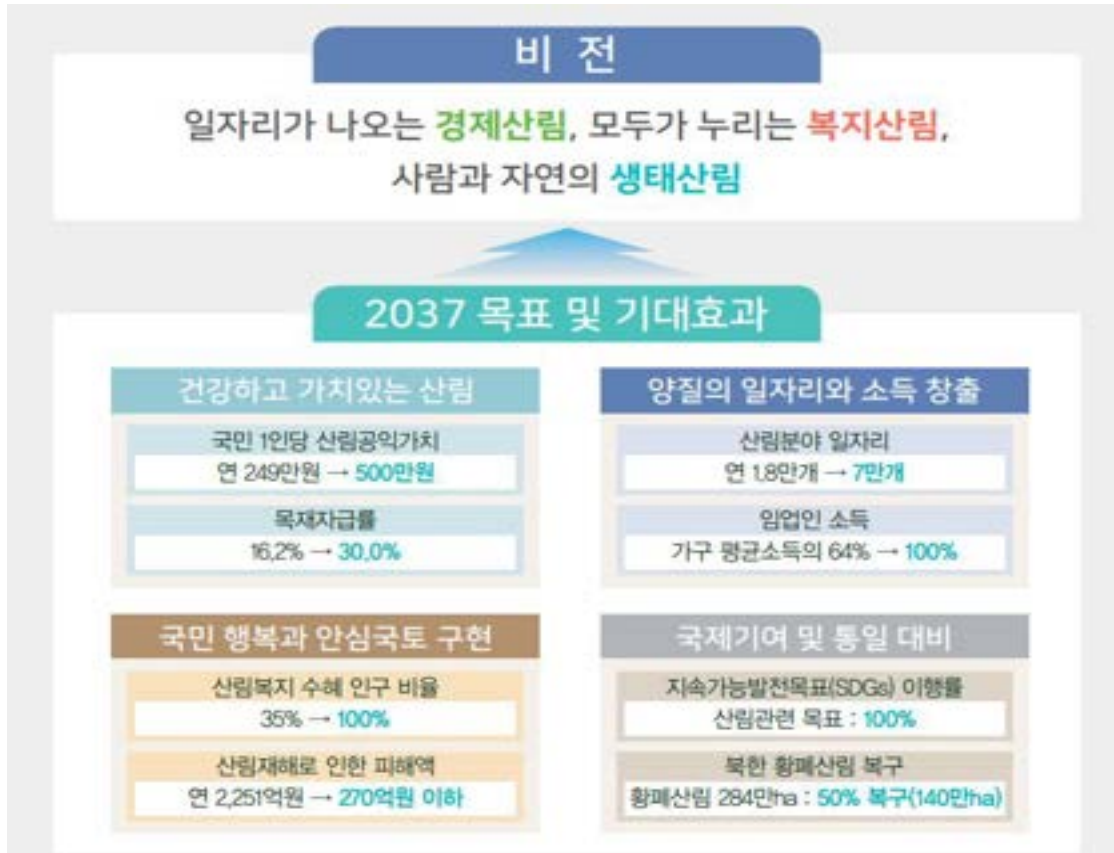 비 전
일자리가 나오는 경제산림, 모두가 누리는 복지산림,
사람과 자연의 생태산림
2037 목표 및 기대효과
건강하고 가치있는 산림
국민 1인당 산림공익가치
연 249만원 → 500만원
목재자급률
16.2% → 30.0%
양질의 일자리와 소득 창출
산림분야 일자리
연 1.8만개 → 7만개
임업인 소득
가구 평균소득의 64% → 100%
국민 행복과 안심국토 구현
산림복지 수혜 인구 비율
35% → 100%
산림재해로 인한 피해액
연 2,251억원 → 270억원 이하
국제기여 및 통일 대비
지속가능발전목표(SDGs) 이행률
산림관련 목표 : 100%
북한 황폐산림 복구
황폐산림 284만ha : 50% 복구(140만ha)